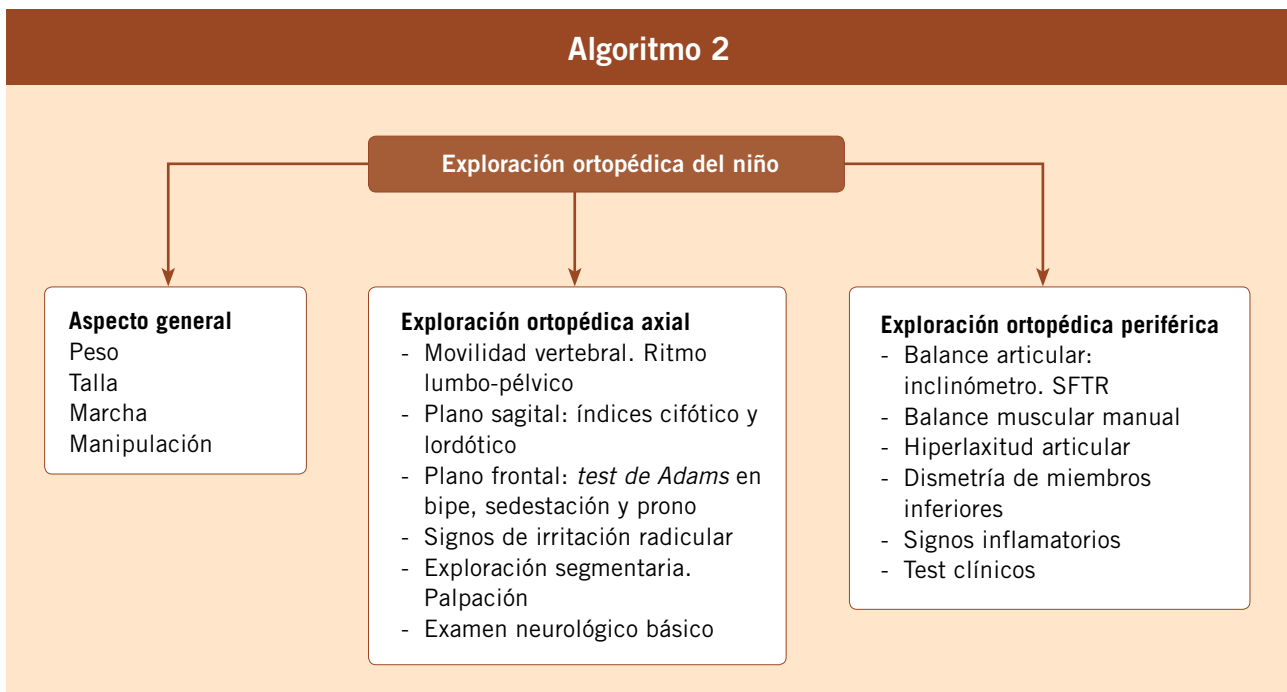 Algoritmo 2
Exploración ortopédica del niño
Aspecto general
Peso
Talla
Marcha
Manipulación
Exploración ortopédica axial
- Movilidad vertebral. Ritmo
lumbo-pélvico
- Plano sagital: índices cifótico y
lordótico
- Plano frontal: test de Adams en
bipe, sedestación y prono
- Signos de irritación radicular
- Exploración segmentaria.
Palpación
- Examen neurológico básico
Exploración ortopédica periférica
- Balance articular:
inclinómetro. SFTR
- Balance muscular manual
- Hiperlaxitud articular
- Dismetría de miembros
inferiores
- Signos inflamatorios
- Test clínicos